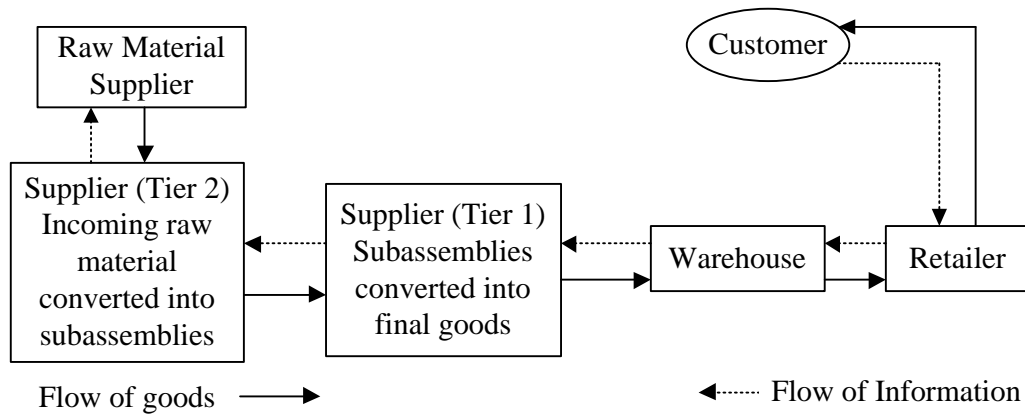 Raw Material
Supplier
Customer
Supplier (Tier 2)
Incoming raw
material
converted into
subassemblies
Supplier (Tier 1)
Subassemblies
converted into
final goods
Warehouse
Retailer
Flow of goods
Flow of Information